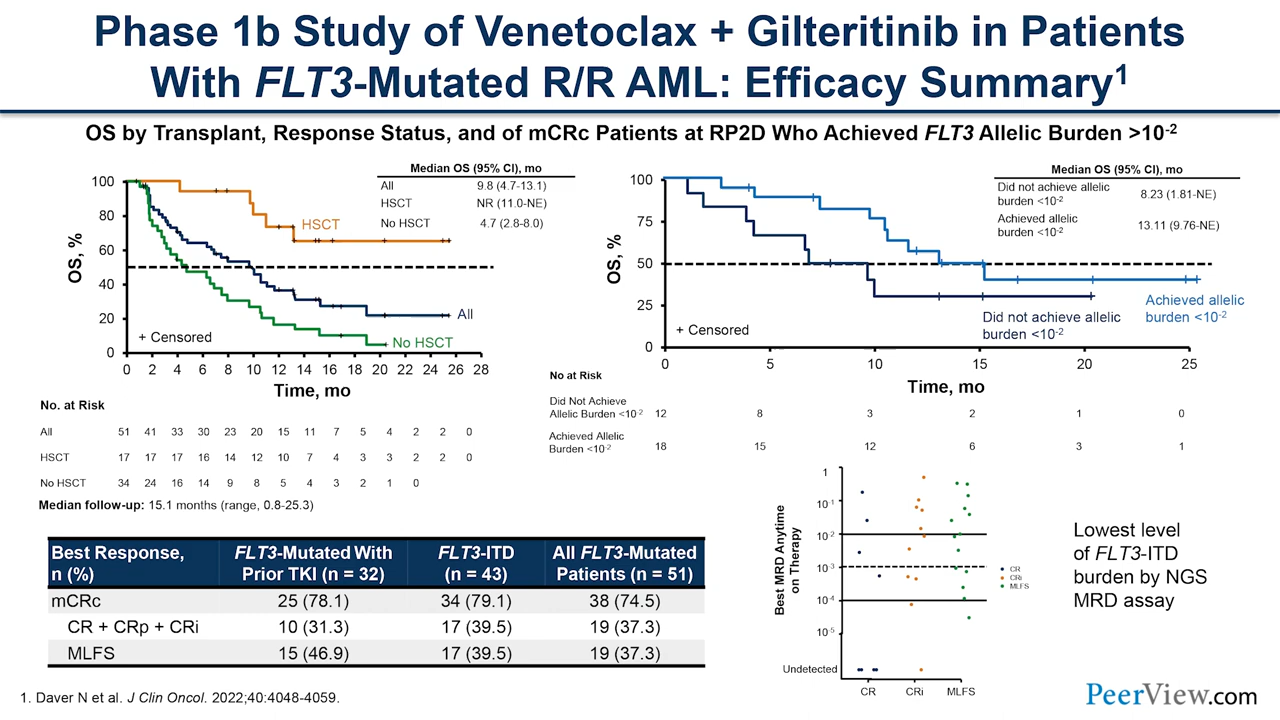 Phase 1b Study of Venetoclax + Gilteritinib in Patients
With FLT3-Mutated R/R AML: Efficacy Summary1
OS by Transplant, Response Status, and of mCRc Patients at RP2D Who Achieved FLT3 Allelic Burden >10-2
Median OS (95% CI), mo
All 9.8 (4.7-13.1)
HSCT NR (11.0-NE)
No HSCT 4.7 (2.8-8.0)
OS, %
100
80
60
40
20
0
HSCT
All
No HSCT
+ Censored
0 2 4 6 8 10 12 14 16 18 20 22 24 26 28
Time, mo
No. at Risk
All 51 41 33 30 23 20 15 11 7 5 4 2 2 0
HSCT 17 17 17 16 14 12 10 7 4 3 3 2 2 0
No HSCT 34 24 16 14 9 8 5 4 3 2 1 0
Median follow-up: 15.1 months (range, 0.8-25.3)
Median OS (95% CI), mo
Did not achieve allelic
burden <10-2 8.23 (1.81-NE)
Achieved allelic
burden <10-2 13.11 (9.76-NE)
OS, %
100
75
50
25
0
Achieved allelic
burden <10-2
Did not achieve allelic
burden <10-2
+ Censored
0 5 10 15 20 25
Time, mo
No at Risk
Did Not Achieve
Allelic Burden <10-2 12 8 3 2 1 0
Achieved Allelic
Burden <10-2 18 15 12 6 3 1
Best Response,
n (%)
FLT3-Mutated With
Prior TKI (n = 32)
FLT3-ITD
(n = 43)
All FLT3-Mutated
Patients (n = 51)
mCRc 25 (78.1) 34 (79.1) 38 (74.5)
CR + CRp + CRi 10 (31.3) 17 (39.5) 19 (37.3)
MLFS 15 (46.9) 17 (39.5) 19 (37.3)
Best MRD Anytime
on Therapy
1
10-1
10-2
10-3
10-4
10-5
Undetected
CR CRi MLFS
CR
CRi
MLFS
Lowest level
of FLT3-ITD
burden by NGS
MRD assay
1. Daver N et al. J Clin Oncol. 2022;40:4048-4059.
PeerView.com